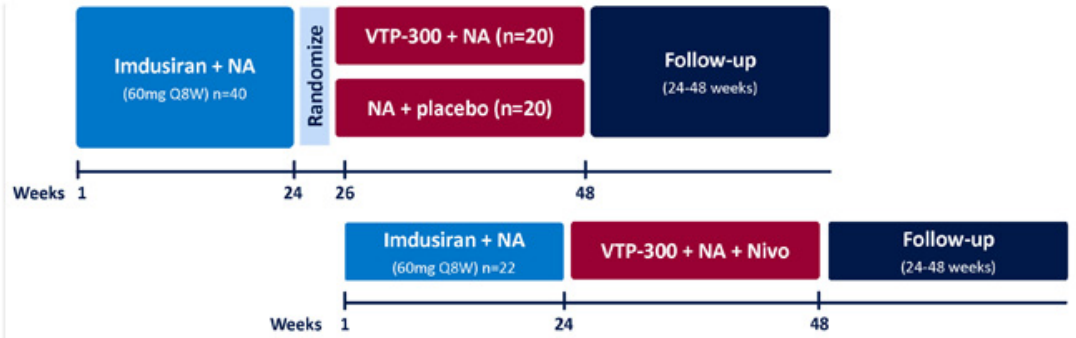 Imdusiran + NA
(60mg Q8W) n=40
Randomize
VTP-300 + NA (n=20)
NA + placebo (n=20)
Follow-up
(24-48 weeks)
Weeks 1 24 26 48
Imdusiran + NA
(60mg Q8W) n=22
VTP-300 + NA + Nivo
Follow-up
(24-48 weeks)
Weeks 1 24 48